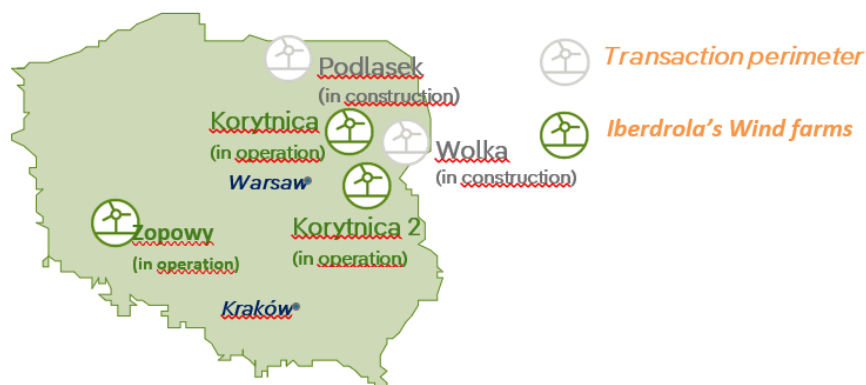 Podlasek
(in construction)
Transaction perimeter
Korytnica
(in operation)
Wolka
(in construction)
Iberdrola's Wind farms
Warsaw
Korytnica 2
(in operation)
Zopowy
(in operation)
Kraków